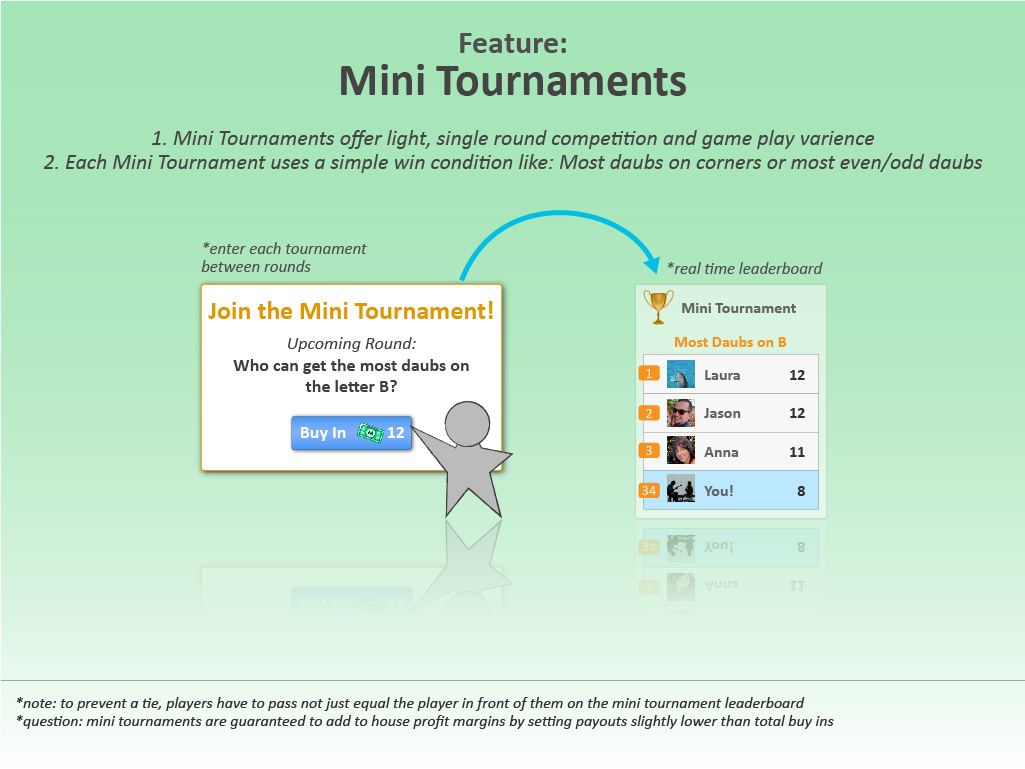 Feature:
Mini Tournaments
1. Mini Tournaments offer light, single round competition and game play varience
2. Each Mini Tournament uses a simple win condition like: Most daubs on corners or most even/odd daubs
*enter each tournament
between rounds
Join the Mini Tournament!
Upcoming Round:
Who can get the most daubs on
the letter B?
Buy In 12
*real time leaderboard
Mini Tournament
Most Daubs on B
1 Laura 12
2 Jason 12
3 Anna 11
34 You! 8
*note: to prevent a tie, players have to pass not just equal the player in front of them on the mini tournament leaderboard
*question: mini tournaments are guaranteed to add to house profit margins by setting payouts slightly lower than total buy ins